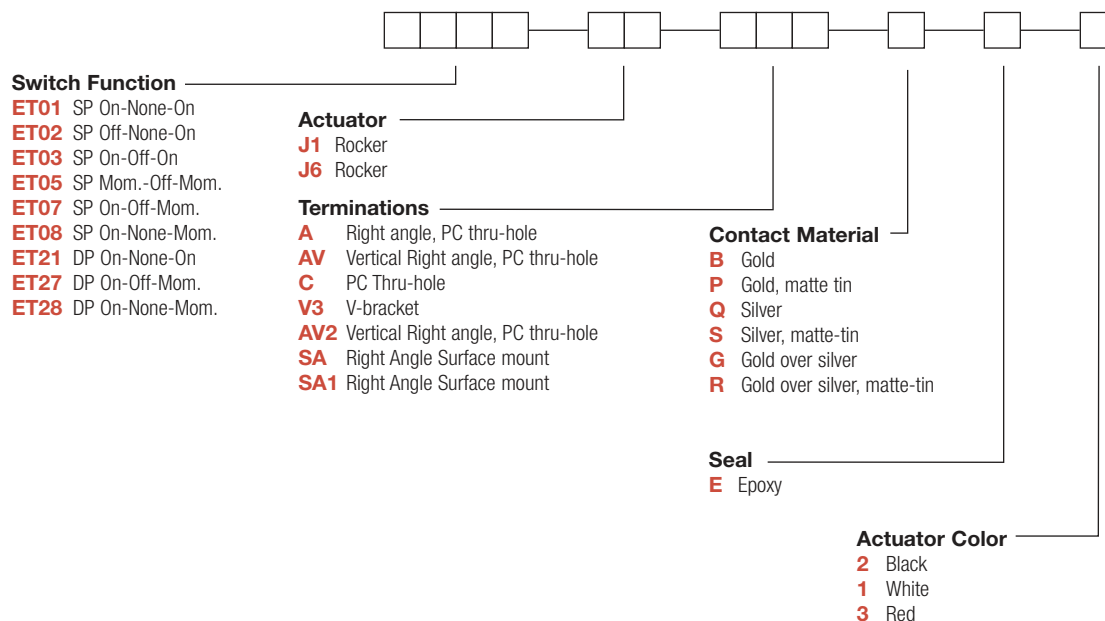 Switch Function
ET01 SP On-None-On
ET02 SP Off-None-On
ET03 SP On-Off-On
ET05 SP Mom.-Off-Mom.
ET07 SP On-Off-Mom.
ET08 SP On-None-Mom.
ET21 DP On-None-On
ET27 DP On-Off-Mom.
ET28 DP On-None-Mom.
Actuator
J1 Rocker
J6 Rocker
Terminations
A Right angle, PC thru-hole
AV Vertical Right angle, PC thru-hole
C PC Thru-hole
V3 V-bracket
AV2 Vertical Right angle, PC thru-hole
SA Right Angle Surface mount
SA1 Right Angle Surface mount
Contact Material
B Gold
P Gold, matte tin
Q Silver
S Silver, matte-tin
G Gold over silver
R Gold over silver, matte-tin
Seal
E Epoxy
Actuator Color
2 Black
1 White
3 Red